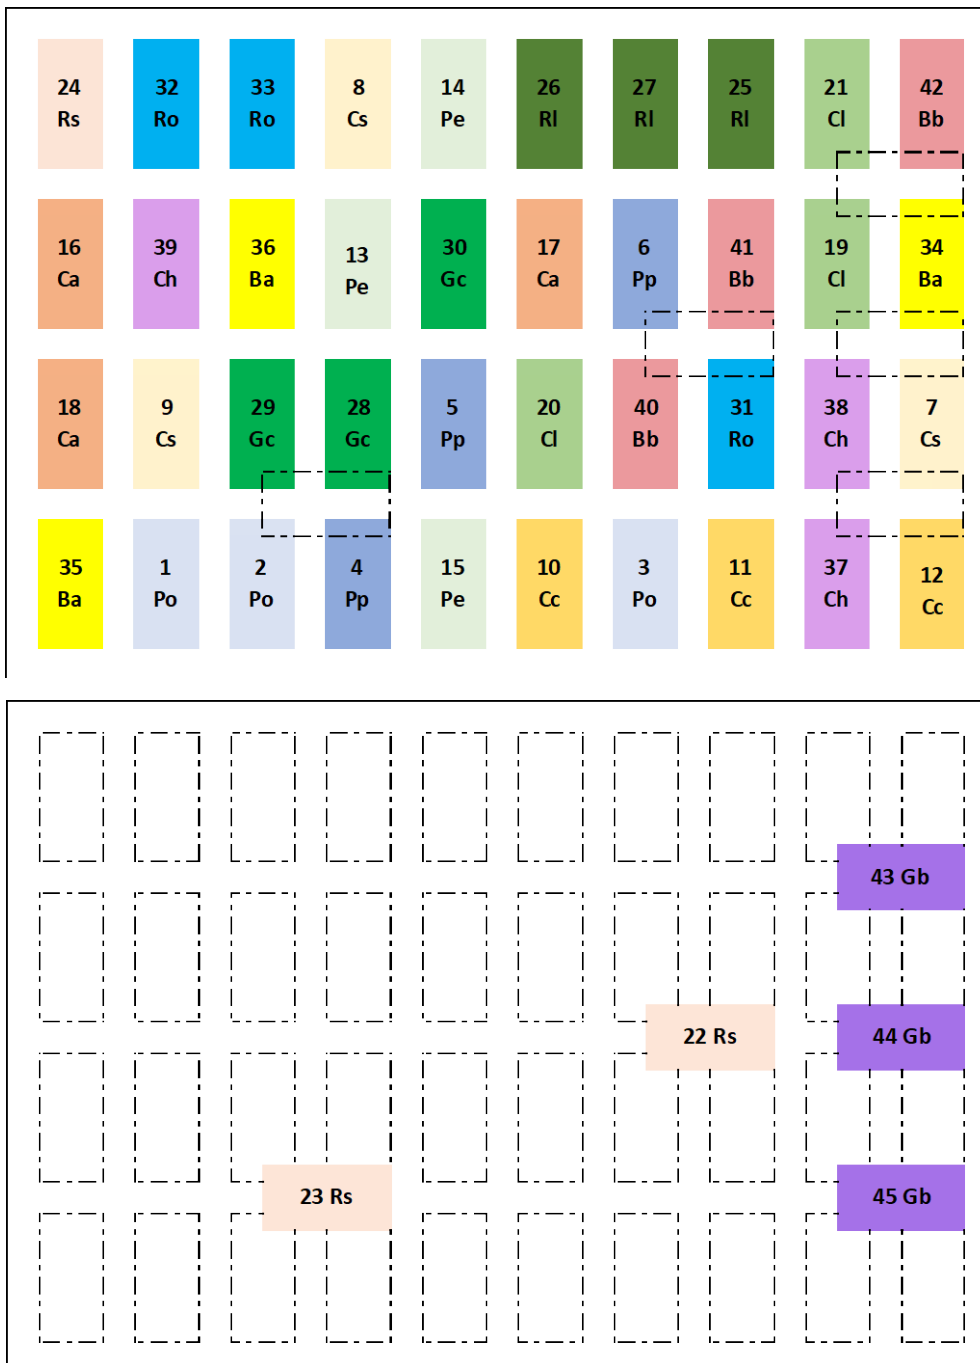 24 32 33 8 14 26 27 25 21 42
Rs Ro Ro Cs Pe Rl Rl Rl Cl Bb
16 39 36 13 30 17 6 41 19 34
Ca Ch Ba Pe Gc Ca Pp Bb Cl Ba
18 9 29 28 5 20 40 31 38 7
Ca Cs Gc Gc Pp Cl Bb Ro Ch Cs
35 1 2 4 15 10 3 11 37 12
Ba Po Po Pp Pe Cc Po Cc Ch Cc
43 Gb
22 Rs 44 Gb
23 Rs 45 Gb